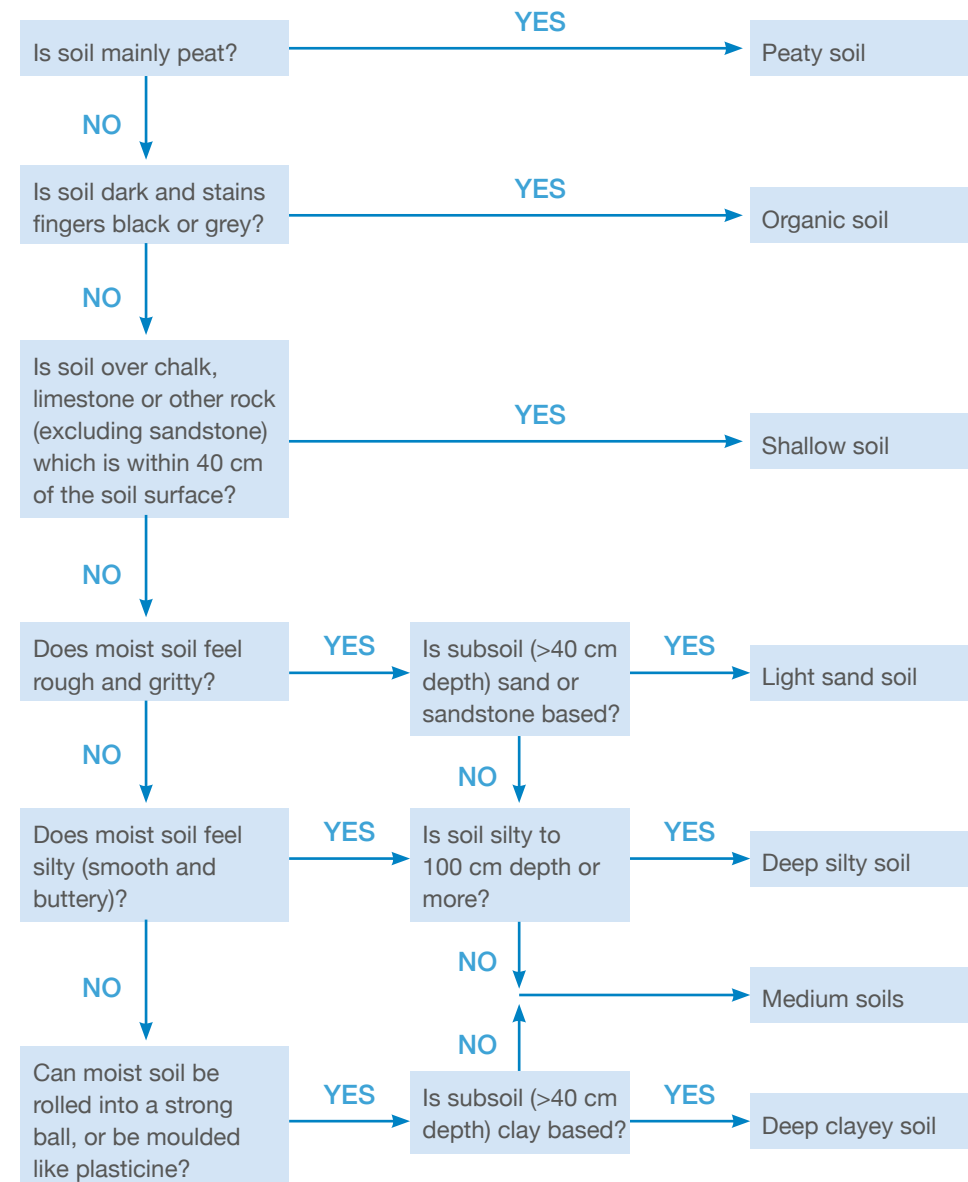 Is soil mainly peat?
YES
Peaty soil
NO
Is soil dark and stains
fingers black or grey?
YES
Organic soil
NO
Is soil over chalk,
limestone or other rock
(excluding sandstone)
which is within 40 cm
of the soil surface?
YES
Shallow soil
NO
Does moist soil feel
rough and gritty?
YES
Is subsoil (>40 cm
depth) sand or
sandstone based?
YES
Light sand soil
NO
NO
Does moist soil feel
silty (smooth and
buttery)?
YES
Is soil silty to
100 cm depth or
more?
YES
Deep silty soil
NO
NO
Medium soils
NO
Can moist soil be
rolled into a strong
ball, or be moulded
like plasticine?
YES
Is subsoil (>40 cm
depth) clay based?
YES
Deep clayey soil